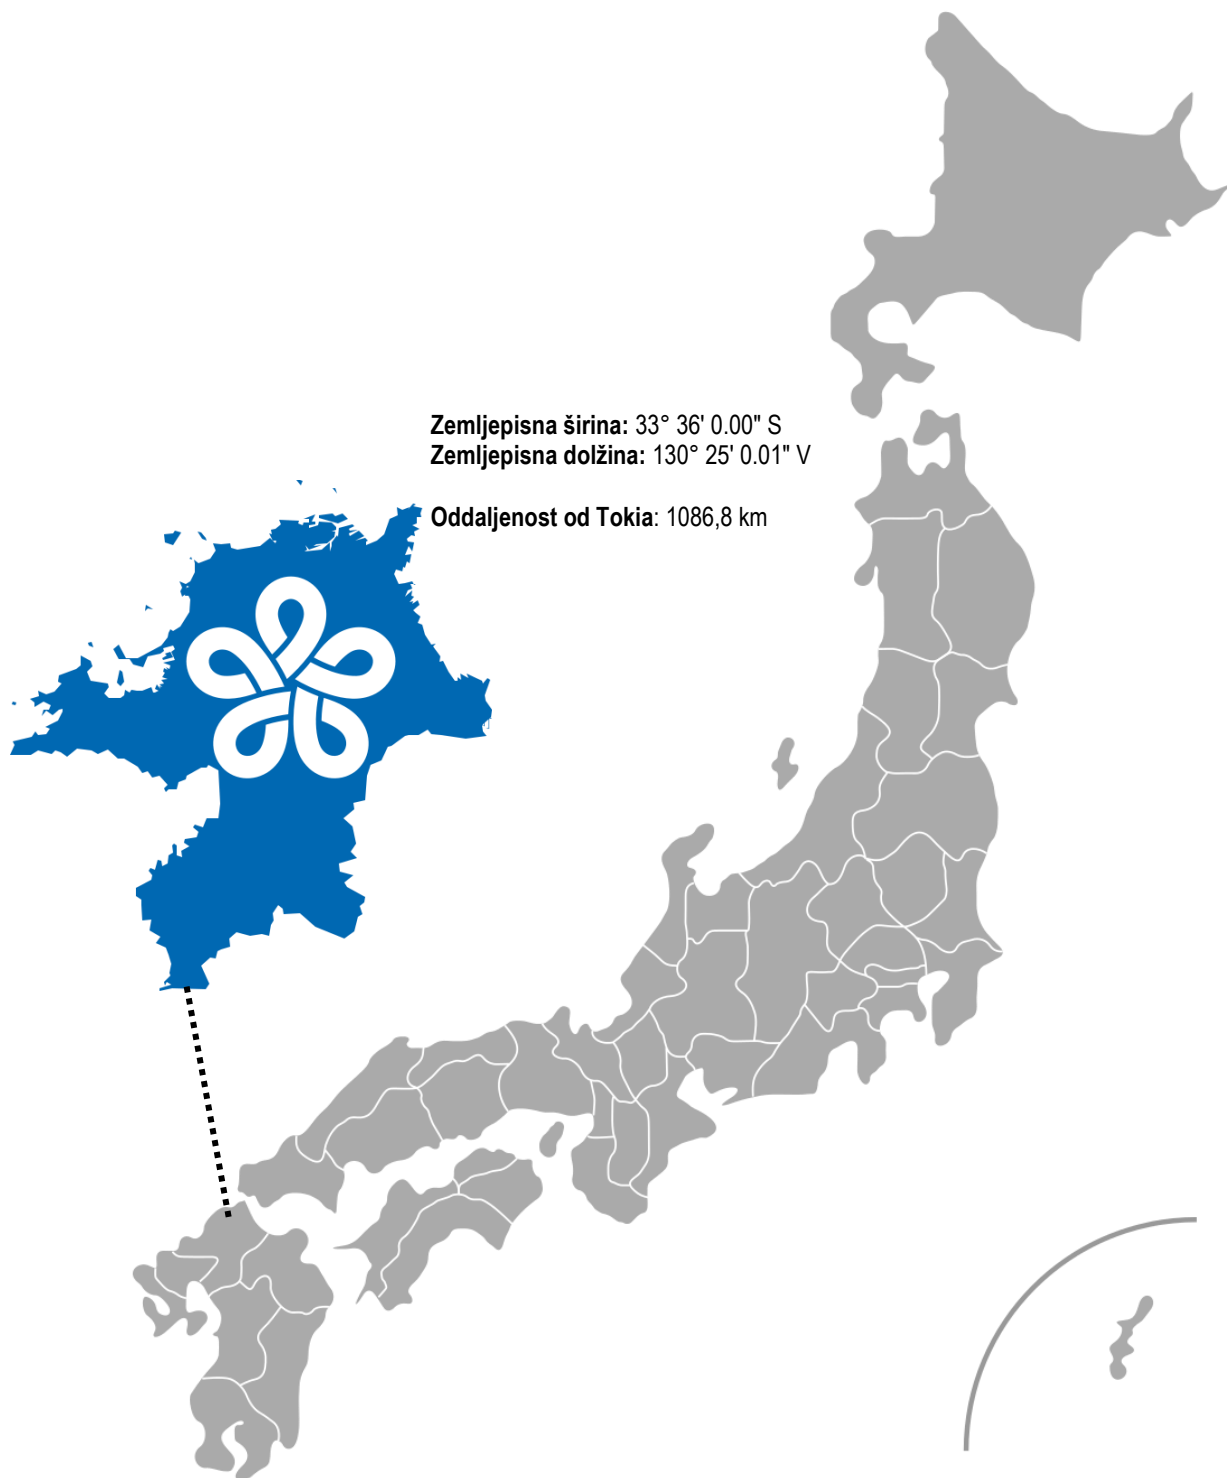 Zemljepisna širina: 33° 36' 0.00" S
Zemljepisna dolžina: 130° 25' 0.01" V
Oddaljenost od Tokia: 1086,8 km